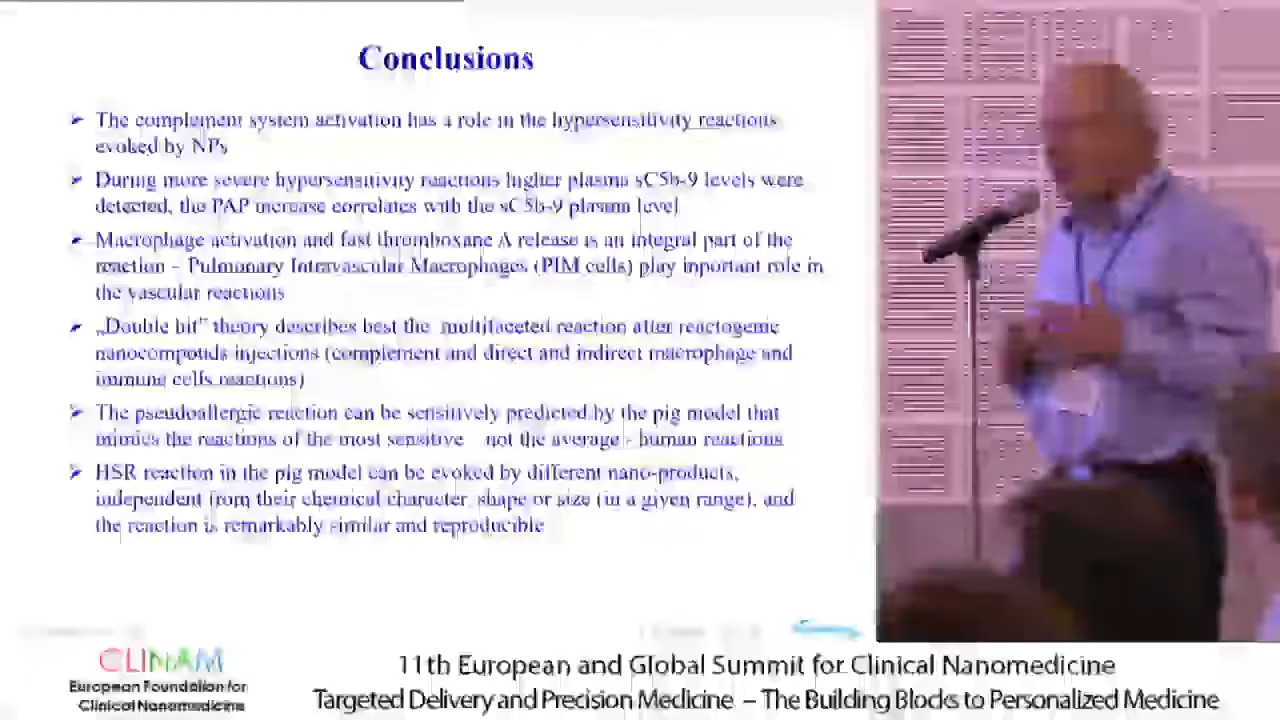 Conclusions
➢ The complement system activation has a role in the hypersensitivity reactions
evoked by NPs
➢ During more severe hypersensitivity reactions higher plasma sC5b-9 levels were
detected, the PAP increase correlates with the sC5b-9 plasma level
➢ Macrophage activation and fast thromboxane A release is an integral part of the
reaction – Pulmonary Intravascular Macrophages (PIM cells) play inportant role in
the vascular reactions
➢ „Double hit” theory describes best the multifaceted reaction after reactogenic
nanocompouds injections (complement and direct and indirect macrophage and
immune cells reactions)
➢ The pseudoallergic reaction can be sensitively predicted by the pig model that
mimics the reactions of the most sensitive – not the average - human reactions
➢ HSR reaction in the pig model can be evoked by different nano-products,
independent from their chemical character, shape or size (in a given range), and
the reaction is remarkably similar and reproducible
CLINAM
European Foundation for
Clinical Nanomedicine
11th European and Global Summit for Clinical Nanomedicine
Targeted Delivery and Precision Medicine – The Building Blocks to Personalized Medicine